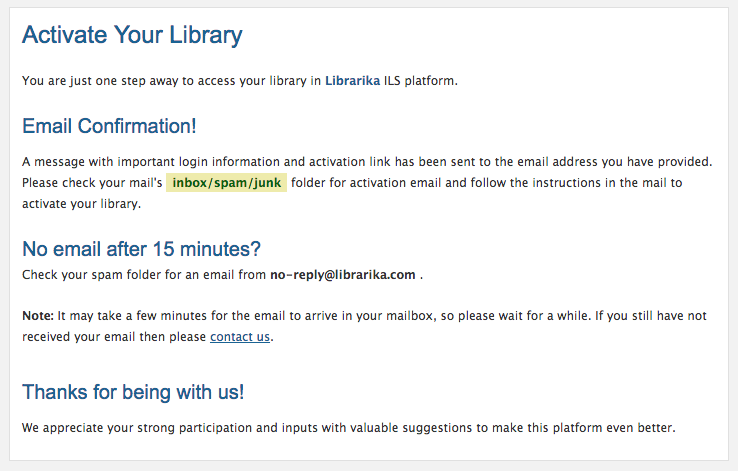 Activate Your Library
You are just one step away to access your library in Librarika ILS platform.
Email Confirmation!
A message with important login information and activation link has been sent to the email address you have provided.
Please check your mail's inbox/spam/junk folder for activation email and follow the instructions in the mail to
activate your library.
No email after 15 minutes?
Check your spam folder for an email from no-reply@librarika.com .
Note: It may take a few minutes for the email to arrive in your mailbox, so please wait for a while. If you still have not
received your email then please contact us.
Thanks for being with us!
We appreciate your strong participation and inputs with valuable suggestions to make this platform even better.